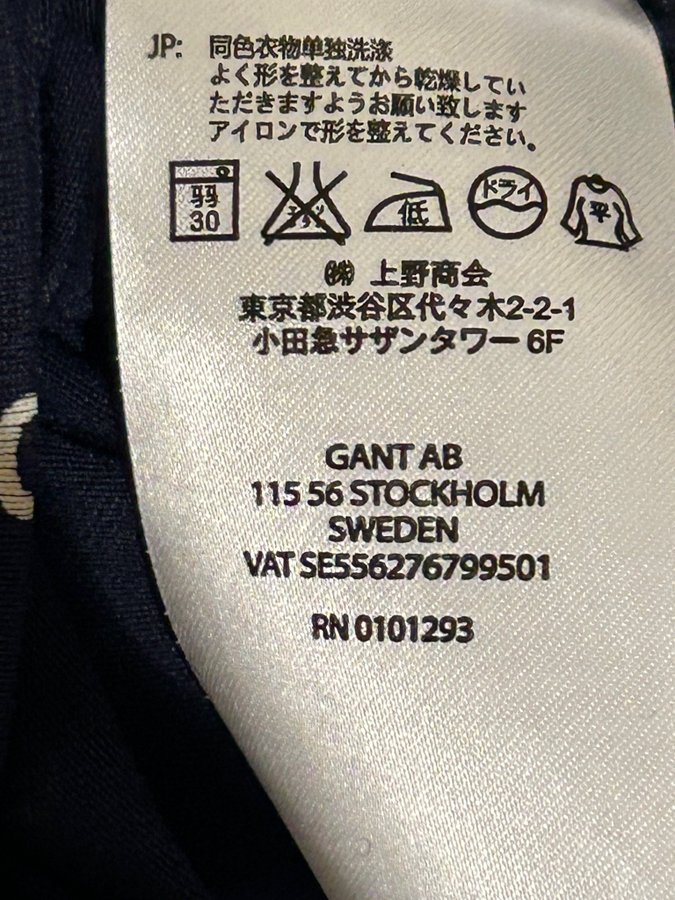 JP: 同色衣物单独洗涤
よく形を整えてから乾燥してい
ただきますようお願い致します
アイロンで形を整えてください。
弱 30 低 ドライ 平
㈱ 上野商会
東京都渋谷区代々木2-2-1
小田急サザンタワー 6F
GANT AB
115 56 STOCKHOLM
SWEDEN
VAT SE556276799501
RN 0101293